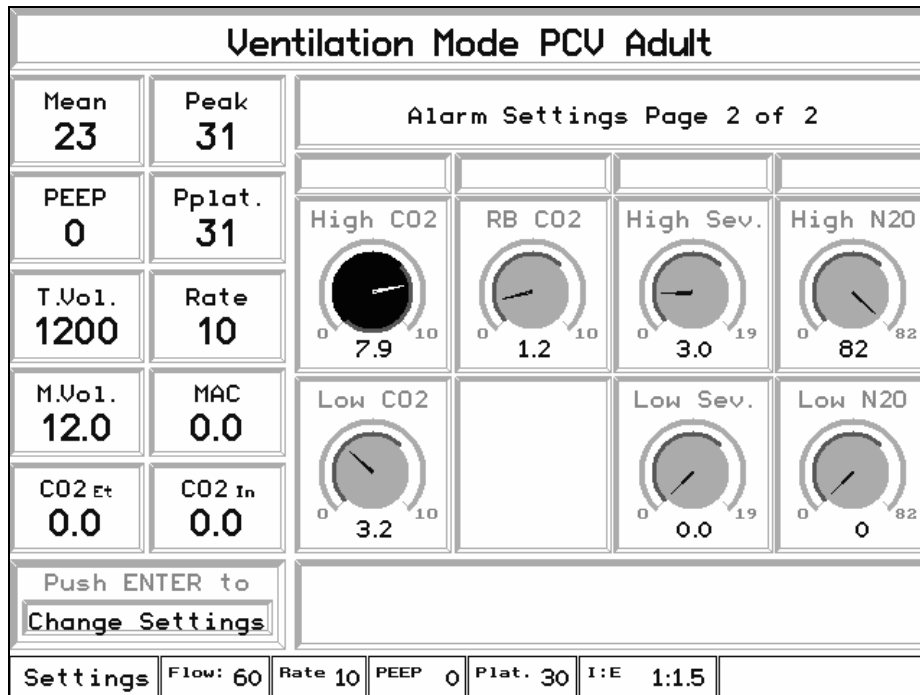 Ventilation Mode PCV Adult
Mean
23
Peak
31
Alarm Settings Page 2 of 2
PEEP
0
Pplat.
31
T.Vol.
1200
Rate
10
M.Vol.
12.0
MAC
0.0
CO2 Et
0.0
CO2 In
0.0
High CO2
0 10
7.9
RB CO2
0 10
1.2
High Sev.
0 19
3.0
High N2O
0 82
82
Low CO2
0 10
3.2
Low Sev.
0 19
0.0
Low N2O
0 82
0
Push ENTER to
Change Settings
Settings Flow: 60 Rate 10 PEEP 0 Plat. 30 I:E 1:1.5